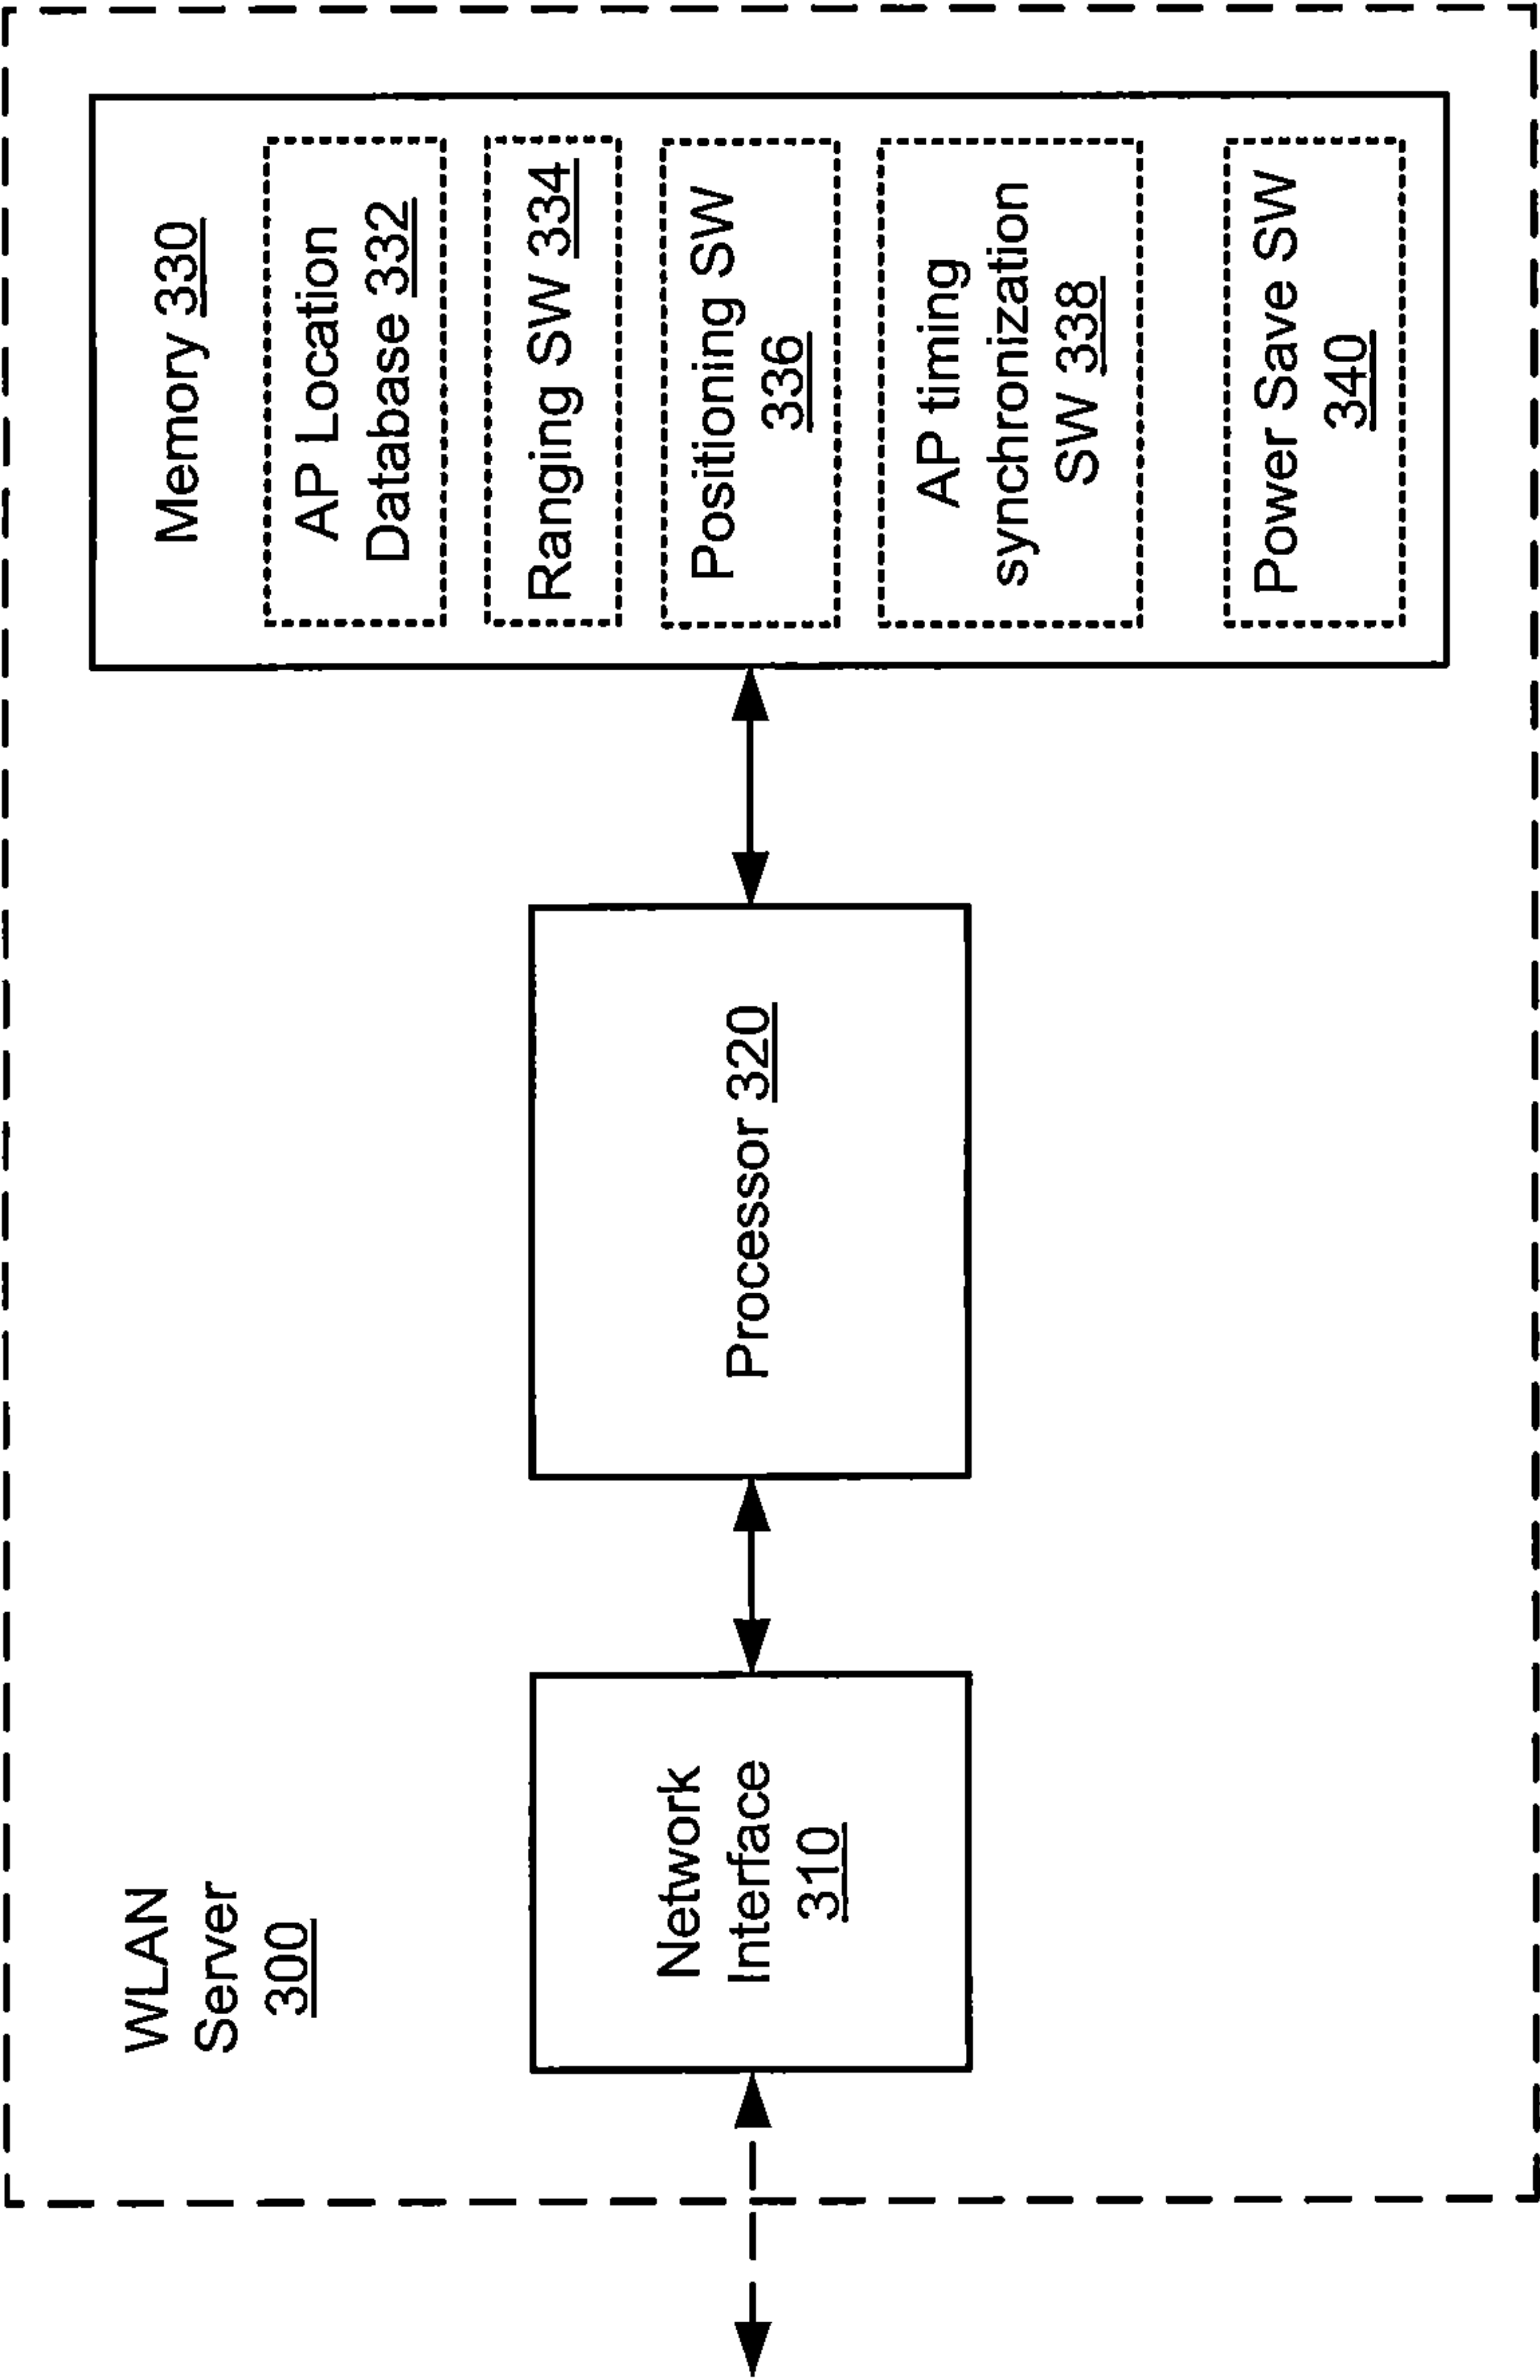 WLAN
Server
300
Network
Interface
310
Processor 320
Memory 330
AP Location
Database 332
Ranging SW 334
Positioning SW
336
AP timing
synchronization
SW 338
Power Save SW
340